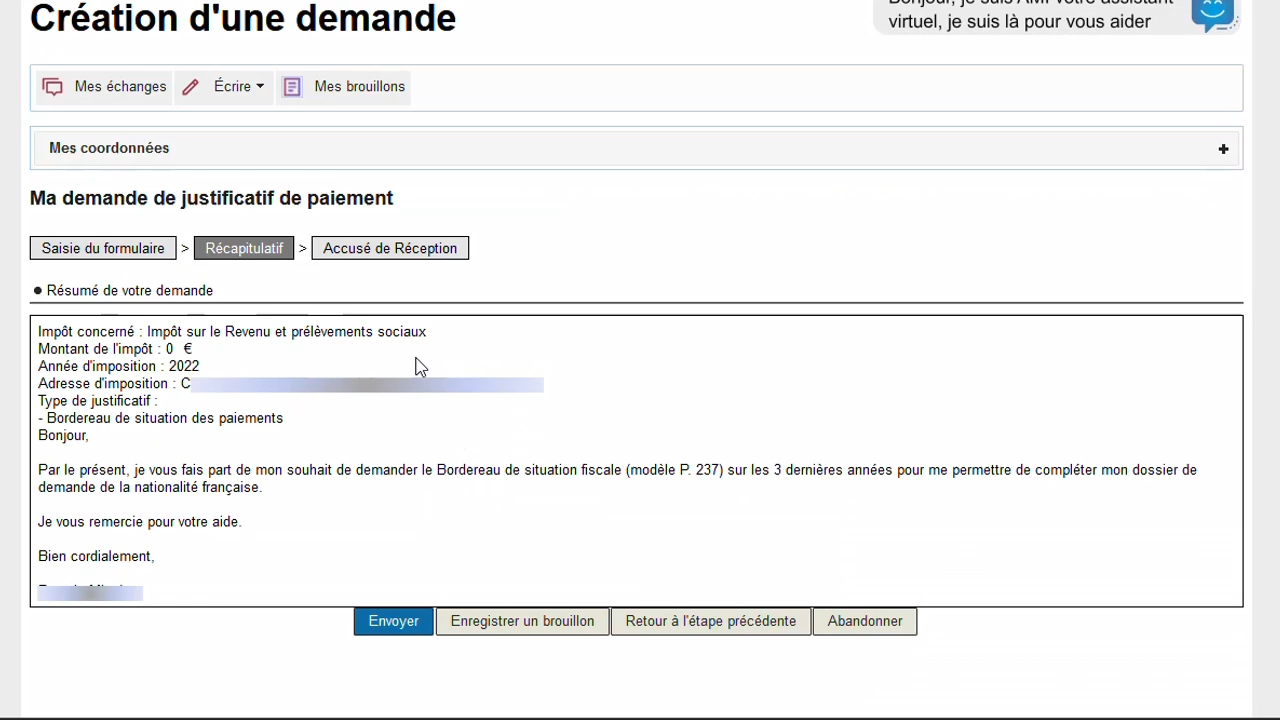 Création d'une demande
Bonjour, je suis AMI votre assistant
virtuel, je suis là pour vous aider
Mes échanges
Écrire
Mes brouillons
Mes coordonnées
+
Ma demande de justificatif de paiement
Saisie du formulaire > Récapitulatif > Accusé de Réception
● Résumé de votre demande
Impôt concerné : Impôt sur le Revenu et prélèvements sociaux
Montant de l'impôt : 0 €
Année d'imposition : 2022
Adresse d'imposition : C
Type de justificatif :
- Bordereau de situation des paiements
Bonjour,
Par le présent, je vous fais part de mon souhait de demander le Bordereau de situation fiscale (modèle P. 237) sur les 3 dernières années pour me permettre de compléter mon dossier de
demande de la nationalité française.
Je vous remercie pour votre aide.
Bien cordialement,
Envoyer
Enregistrer un brouillon
Retour à l'étape précédente
Abandonner